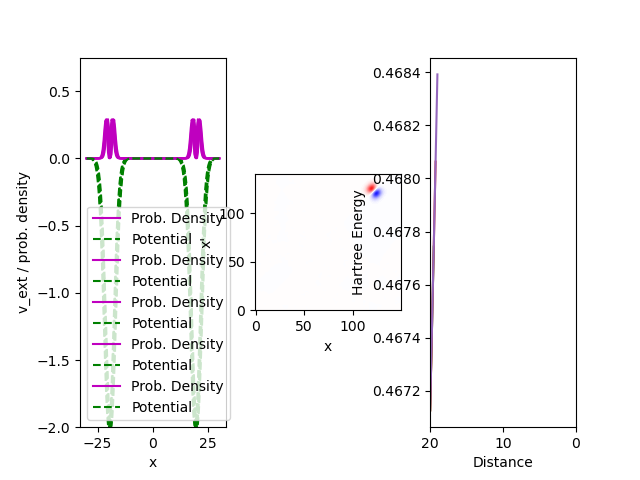 0.5
0.0
−0.5
−1.0
−1.5
−2.0
v_ext / prob. density
−25
0
25
x
Prob. Density
Potential
Prob. Density
Potential
Prob. Density
Potential
Prob. Density
Potential
Prob. Density
Potential
x'
100
50
0
0
50
100
x
Hartree Energy
0.4684
0.4682
0.4680
0.4678
0.4676
0.4674
0.4672
20
10
0
Distance